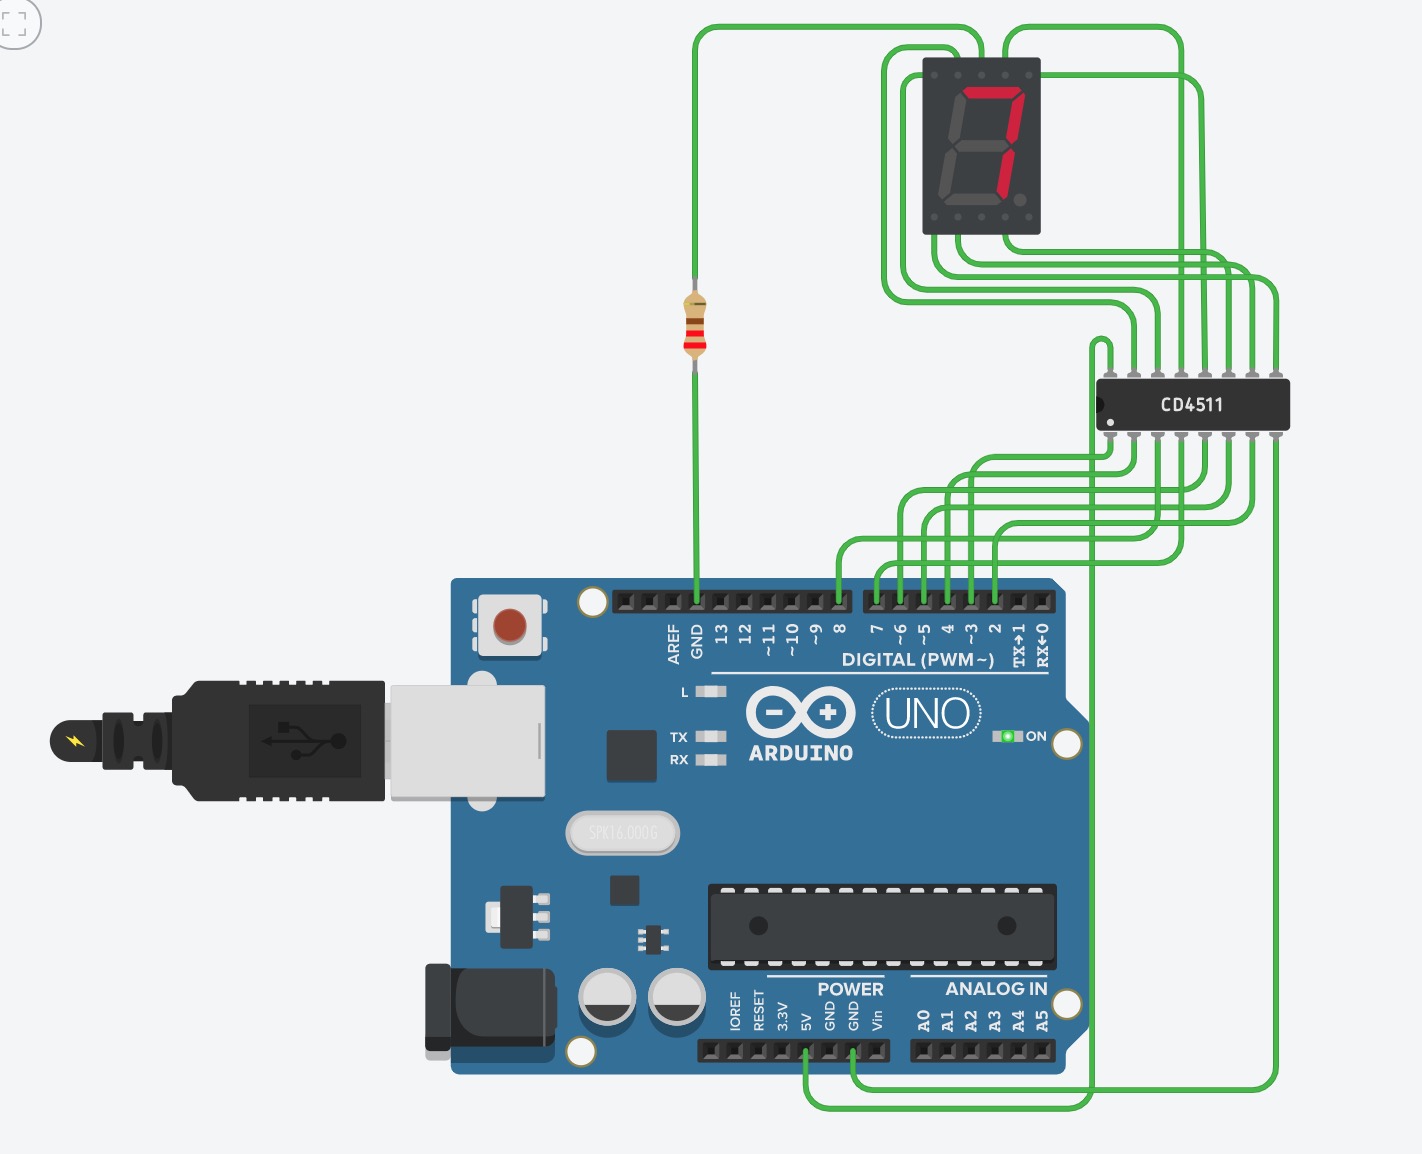 CD4511
AREF
GND
13
12
~11
~10
~9
8
7
~6
~5
4
~3
2
TX→1
RX←0
DIGITAL (PWM~)
L
TX
RX
ARDUINO
UNO
ON
SPK16.000G
POWER
ANALOG IN
IOREF
RESET
3.3V
5V
GND
GND
Vin
A0
A1
A2
A3
A4
A5